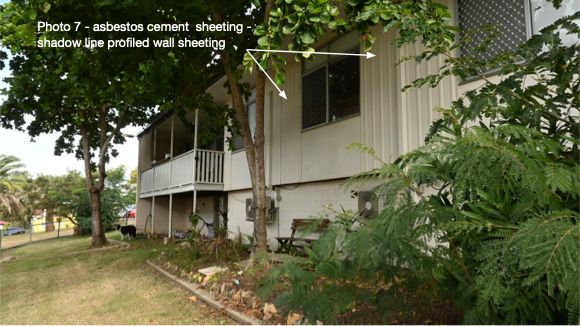 Photo 7 - asbestos cement  sheeting -
shadow line profiled wall sheeting